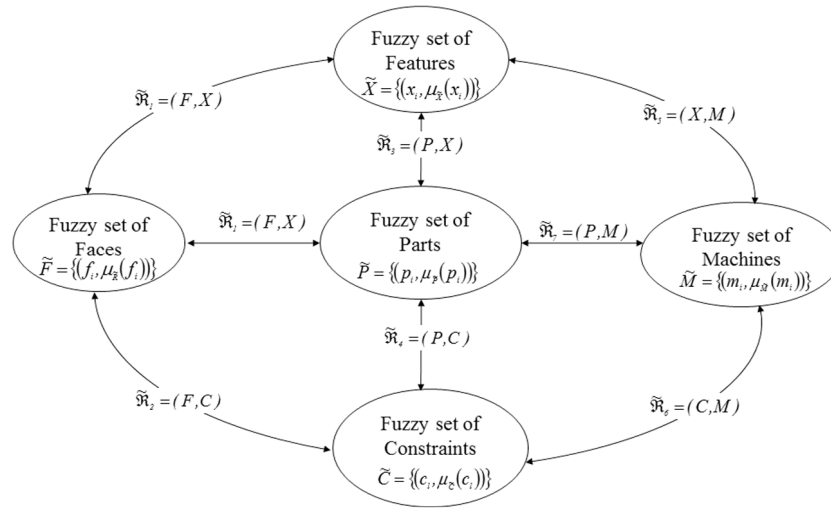 Fuzzy set of
Features
X̃ = {(xᵢ, μ_X̃(xᵢ))}
ℜ̃₁ = (F, X)
ℜ̃₅ = (X, M)
ℜ̃₃ = (P, X)
Fuzzy set of
Faces
F̃ = {(fᵢ, μ_ℜ̃(fᵢ))}
ℜ̃₁ = (F, X)
Fuzzy set of
Parts
P̃ = {(pᵢ, μ_P̃(pᵢ))}
ℜ̃₇ = (P, M)
Fuzzy set of
Machines
M̃ = {(mᵢ, μ_M̃(mᵢ))}
ℜ̃₄ = (P, C)
ℜ̃₂ = (F, C)
ℜ̃₆ = (C, M)
Fuzzy set of
Constraints
C̃ = {(cᵢ, μ_C̃(cᵢ))}